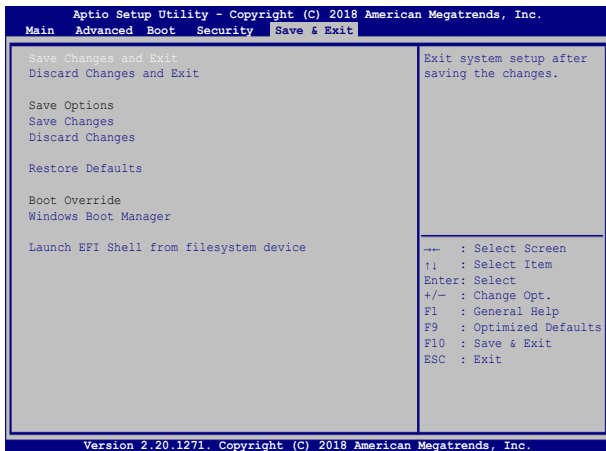 Aptio Setup Utility - Copyright (C) 2018 American Megatrends, Inc.
Main Advanced Boot Security Save & Exit
Save Changes and Exit
Discard Changes and Exit
Save Options
Save Changes
Discard Changes
Restore Defaults
Boot Override
Windows Boot Manager
Launch EFI Shell from filesystem device
Exit system setup after
saving the changes.
→← : Select Screen
↑↓ : Select Item
Enter: Select
+/— : Change Opt.
F1 : General Help
F9 : Optimized Defaults
F10 : Save & Exit
ESC : Exit
Version 2.20.1271. Copyright (C) 2018 American Megatrends, Inc.